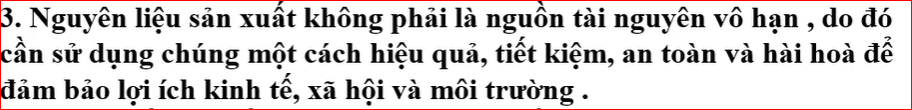 3. Nguyên liệu sản xuất không phải là nguồn tài nguyên vô hạn , do đó
cần sử dụng chúng một cách hiệu quả, tiết kiệm, an toàn và hài hoà để
đảm bảo lợi ích kinh tế, xã hội và môi trường .